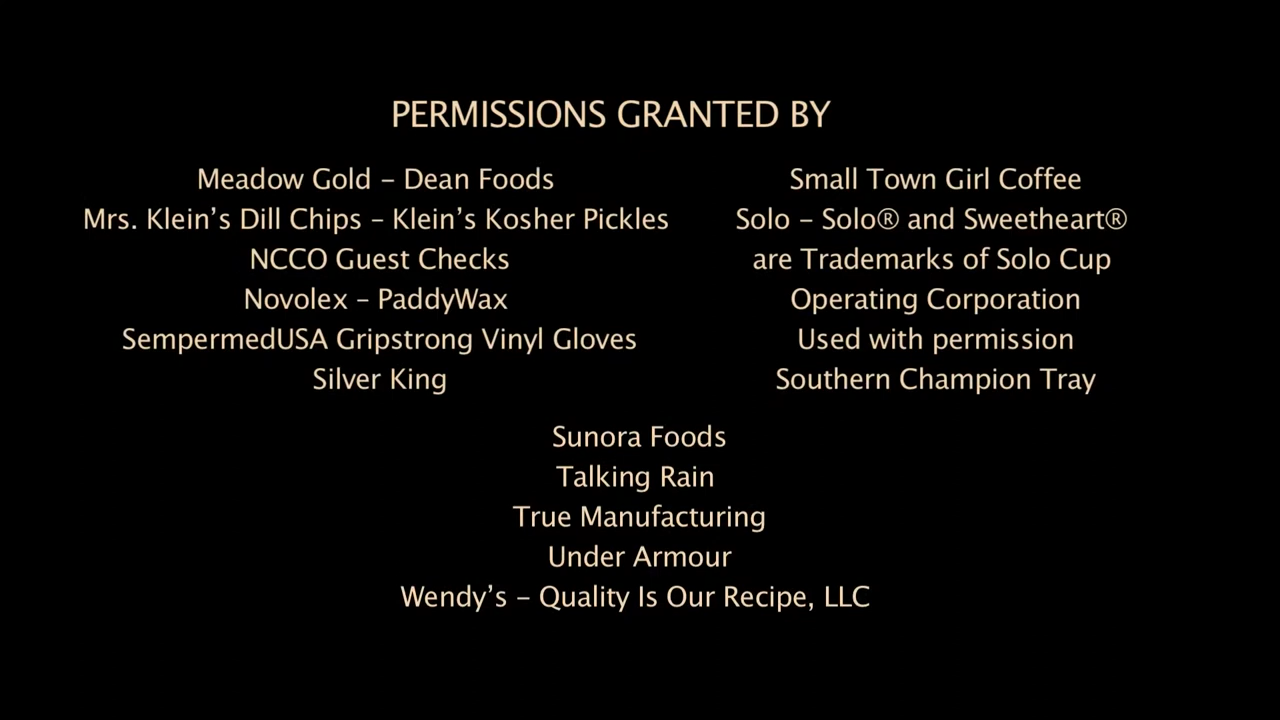 PERMISSIONS GRANTED BY
Meadow Gold – Dean Foods
Mrs. Klein’s Dill Chips – Klein’s Kosher Pickles
NCCO Guest Checks
Novolex – PaddyWax
SempermedUSA Gripstrong Vinyl Gloves
Silver King
Small Town Girl Coffee
Solo – Solo® and Sweetheart®
are Trademarks of Solo Cup
Operating Corporation
Used with permission
Southern Champion Tray
Sunora Foods
Talking Rain
True Manufacturing
Under Armour
Wendy’s – Quality Is Our Recipe, LLC